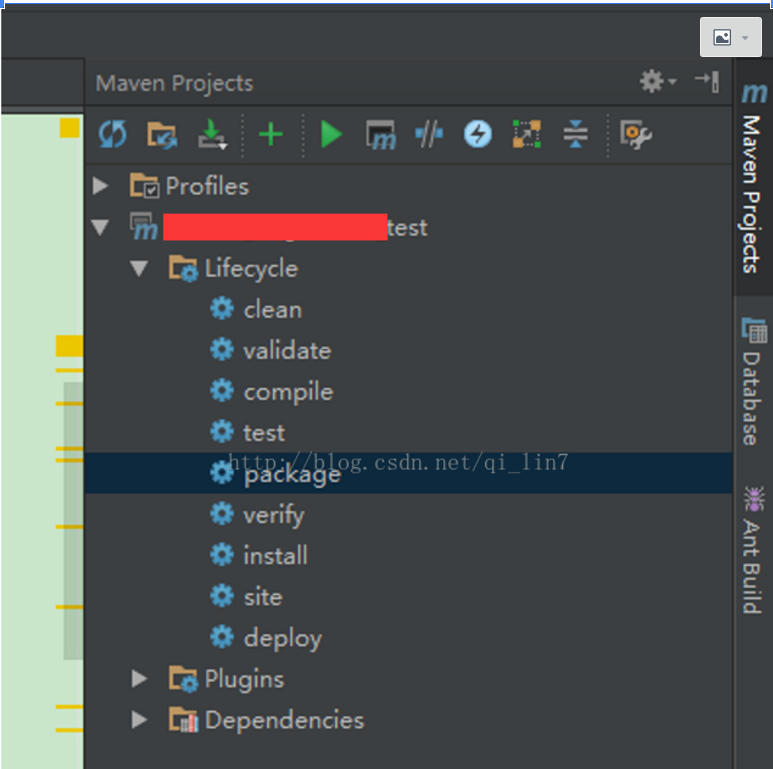 Maven Projects
Profiles
test
Lifecycle
clean
validate
compile
test
http://blog.csdn.net/qi_lin7
package
verify
install
site
deploy
Plugins
Dependencies
m
Maven Projects
Database
Ant Build